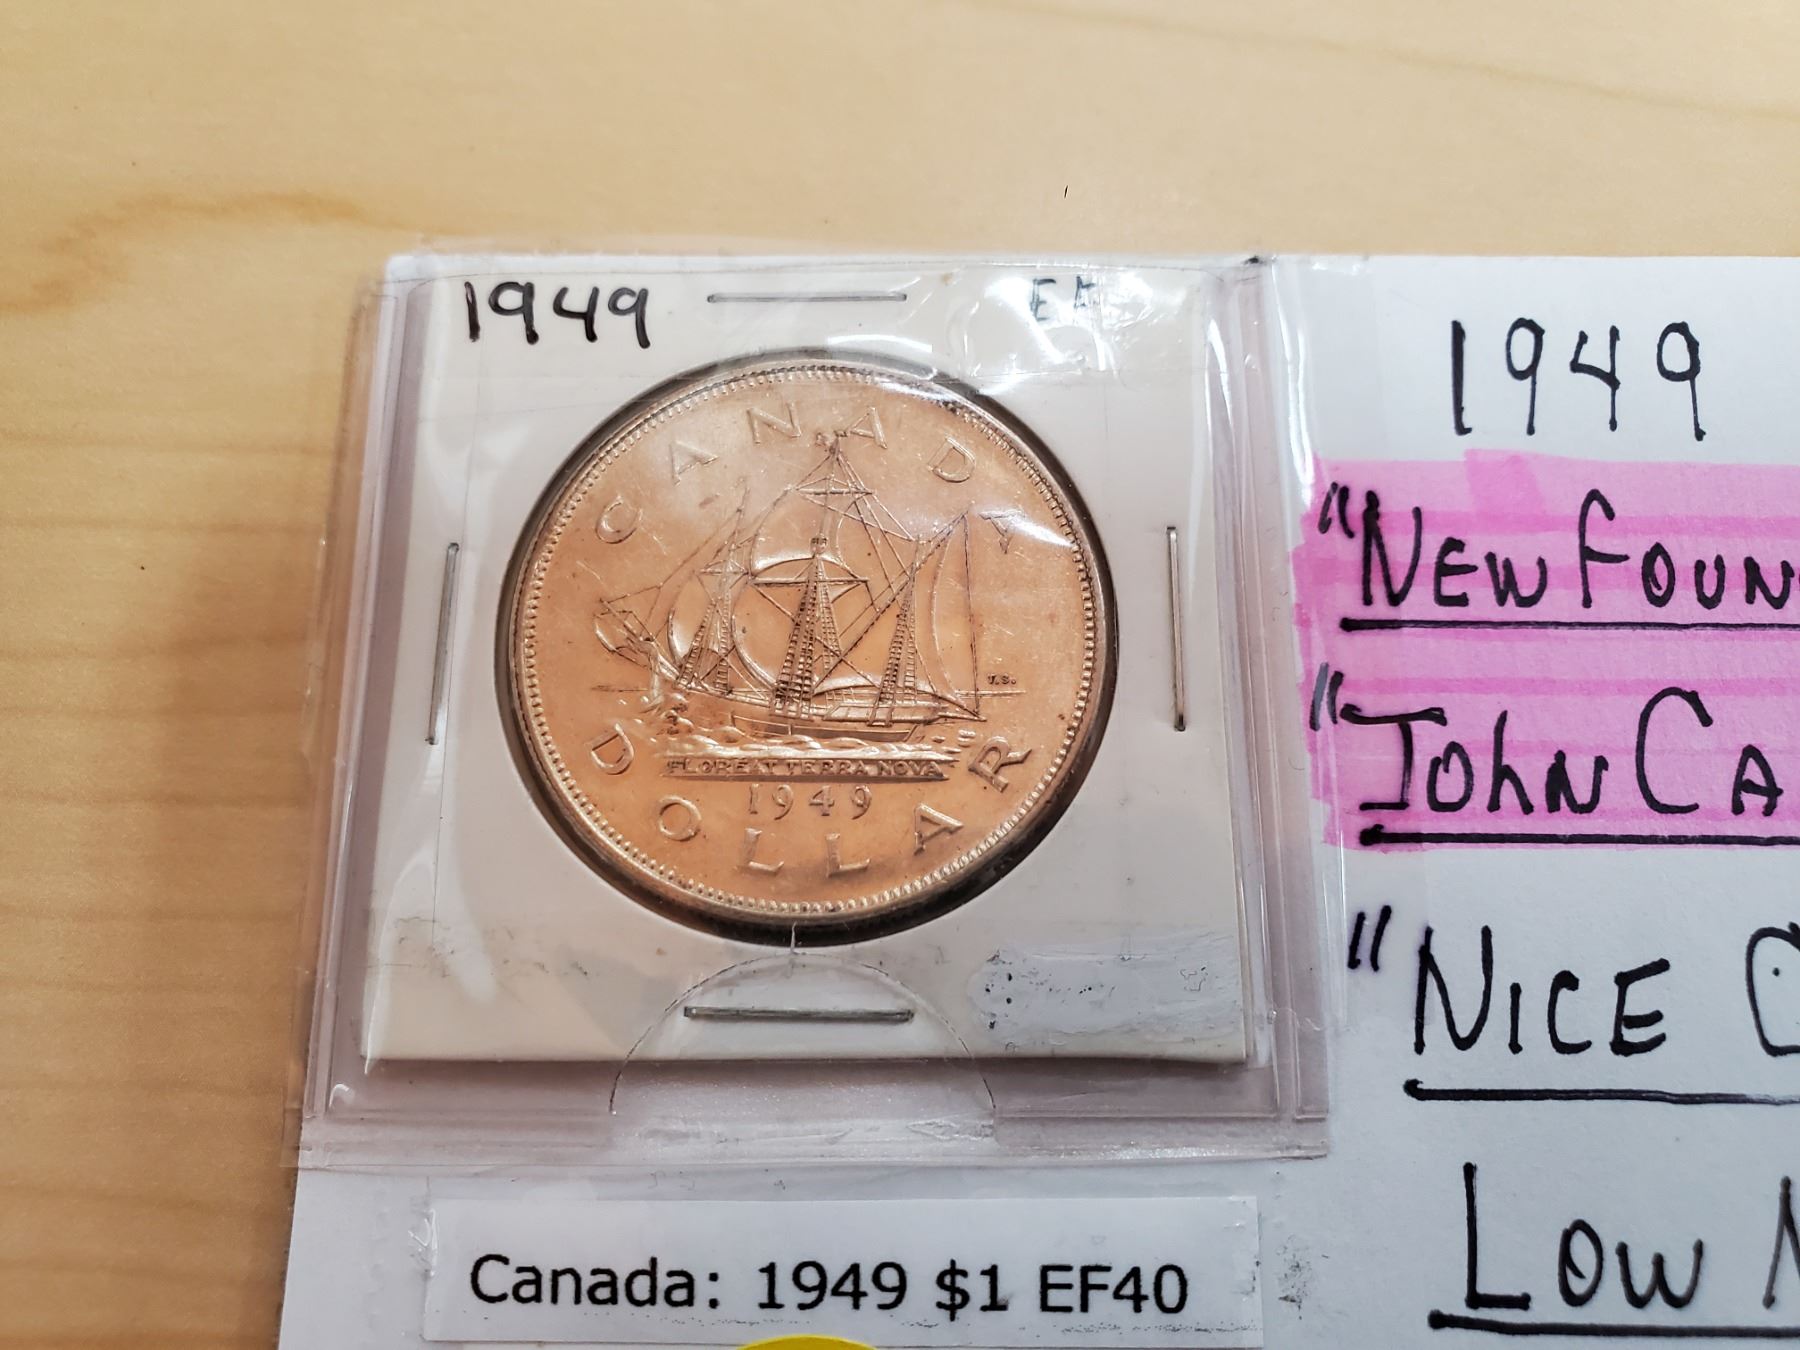 1949 EF
CANADA
T.S.
FLOREAT TERRA NOVA
1949
DOLLAR
Canada: 1949 $1 EF40
1949
"NEWFOUN
"JOHN CA
"NICE
LOW